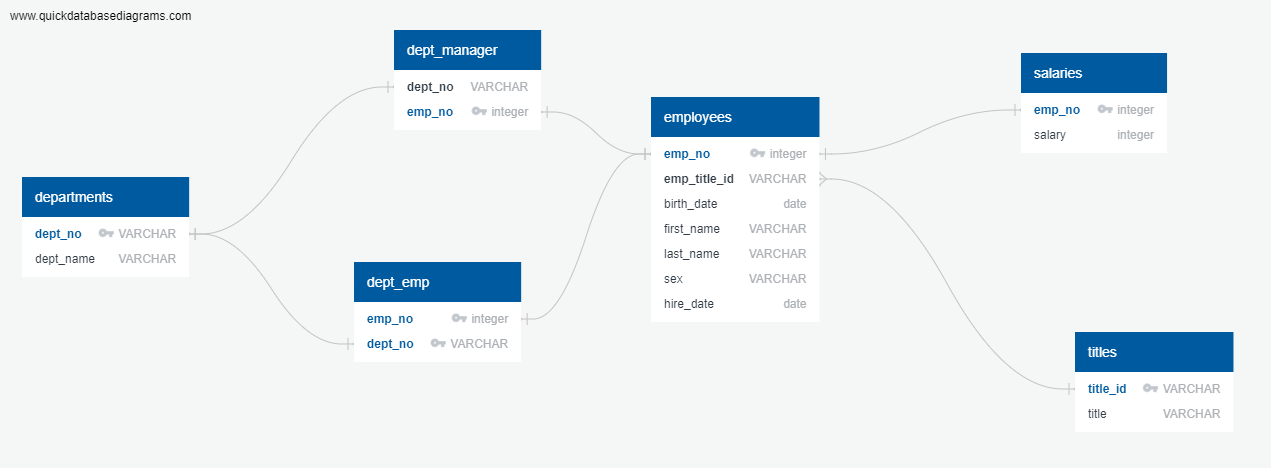 www.quickdatabasediagrams.com
dept_manager
dept_no VARCHAR
emp_no integer
departments
dept_no VARCHAR
dept_name VARCHAR
dept_emp
emp_no integer
dept_no VARCHAR
employees
emp_no integer
emp_title_id VARCHAR
birth_date date
first_name VARCHAR
last_name VARCHAR
sex VARCHAR
hire_date date
salaries
emp_no integer
salary integer
titles
title_id VARCHAR
title VARCHAR